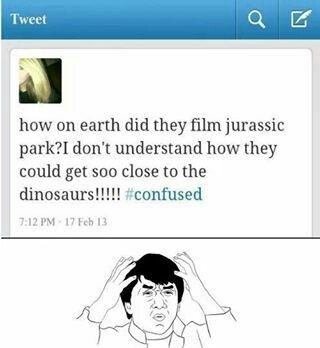 Tweet
how on earth did they film jurassic
park?I don't understand how they
could get soo close to the
dinosaurs!!!!! #confused
7:12 PM · 17 Feb 13